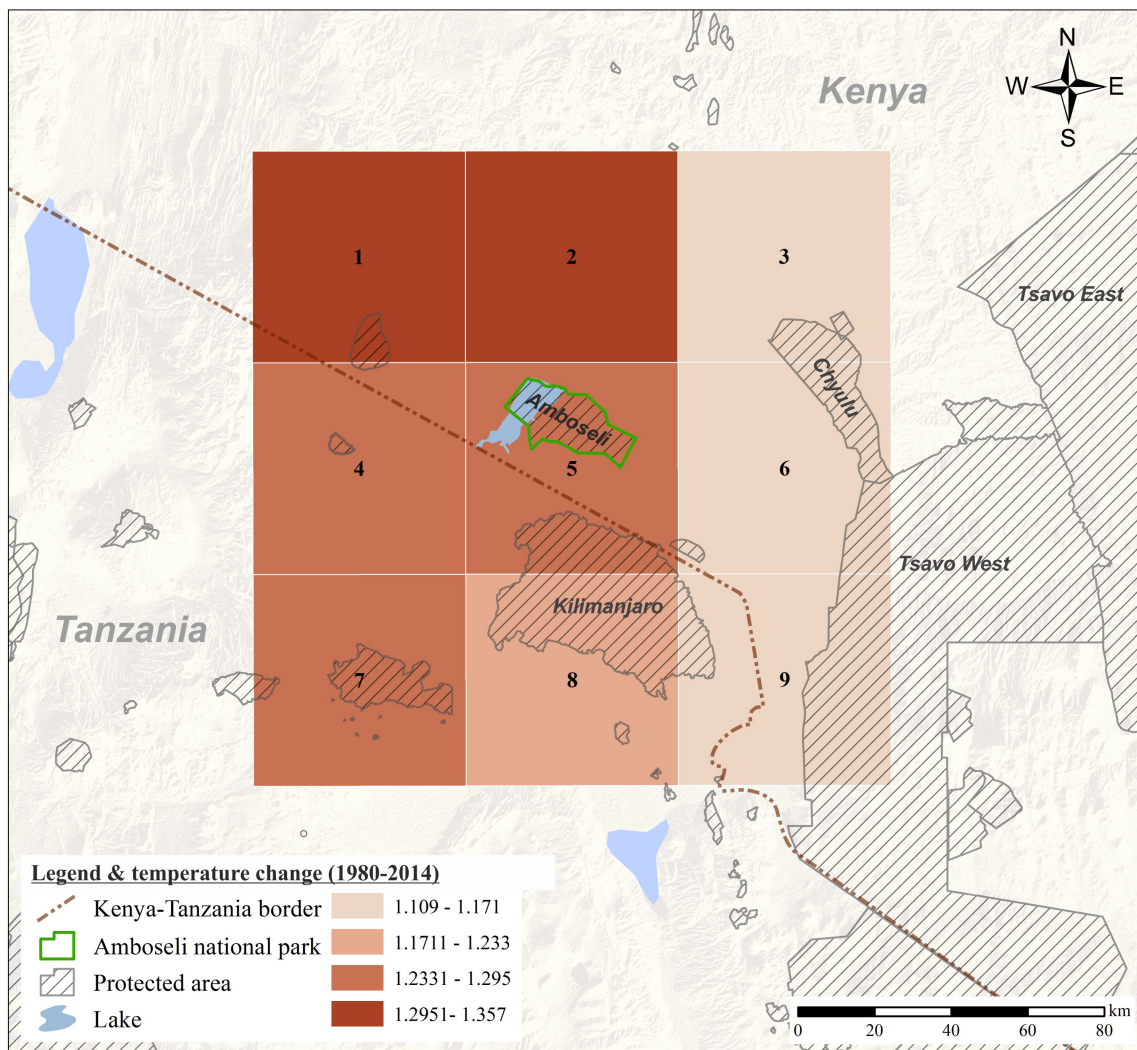 N
Kenya
W E
S
1
2
3
Tsavo East
Chyulu
Amboseli
4
5
6
Tsavo West
Kilimanjaro
Tanzania
7
8
9
Legend & temperature change (1980-2014)
Kenya-Tanzania border
1.109 - 1.171
Amboseli national park
1.1711 - 1.233
Protected area
1.2331 - 1.295
Lake
1.2951- 1.357
km
0 20 40 60 80